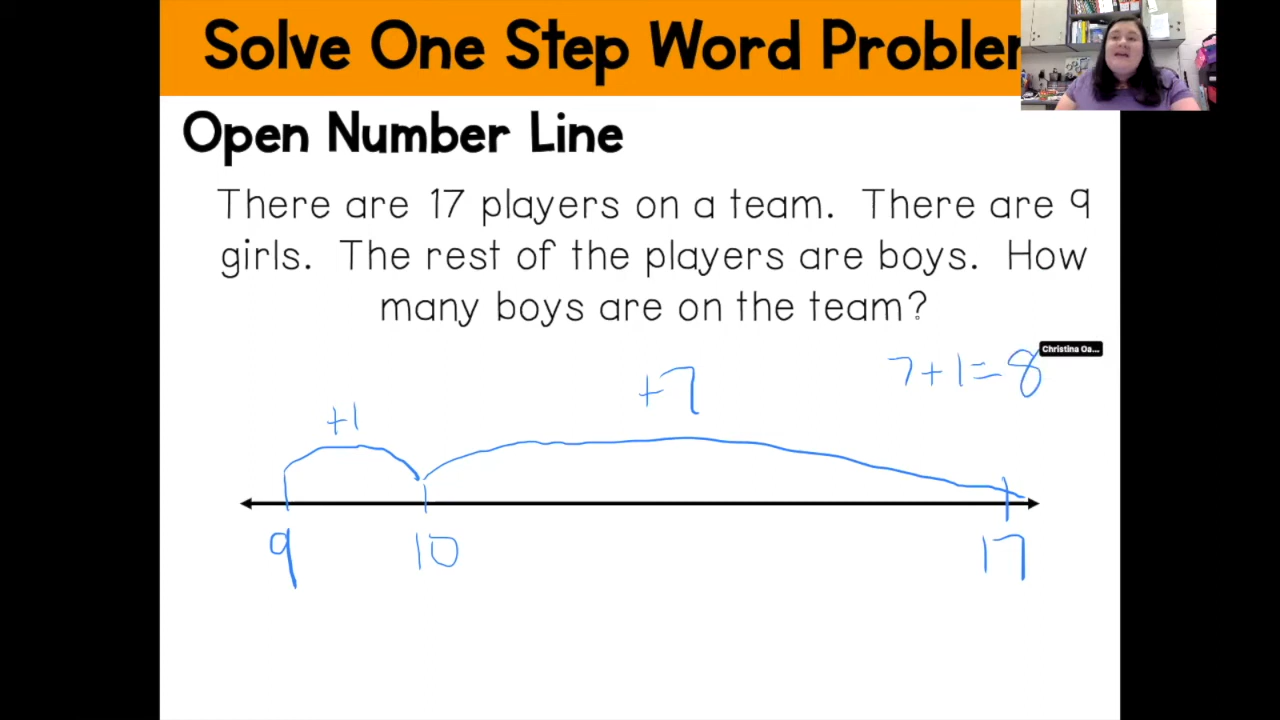 Solve One Step Word Problem
Open Number Line
There are 17 players on a team. There are 9
girls. The rest of the players are boys. How
many boys are on the team?
Christina Oa...
7+1=8
+7
+1
9 10 17